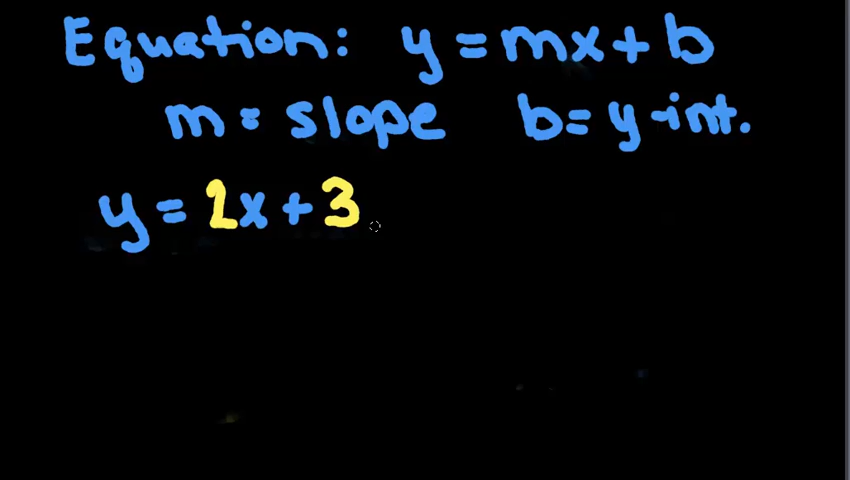 Equation: y = mx + b
m = slope b = y-int.
y = 2x + 3